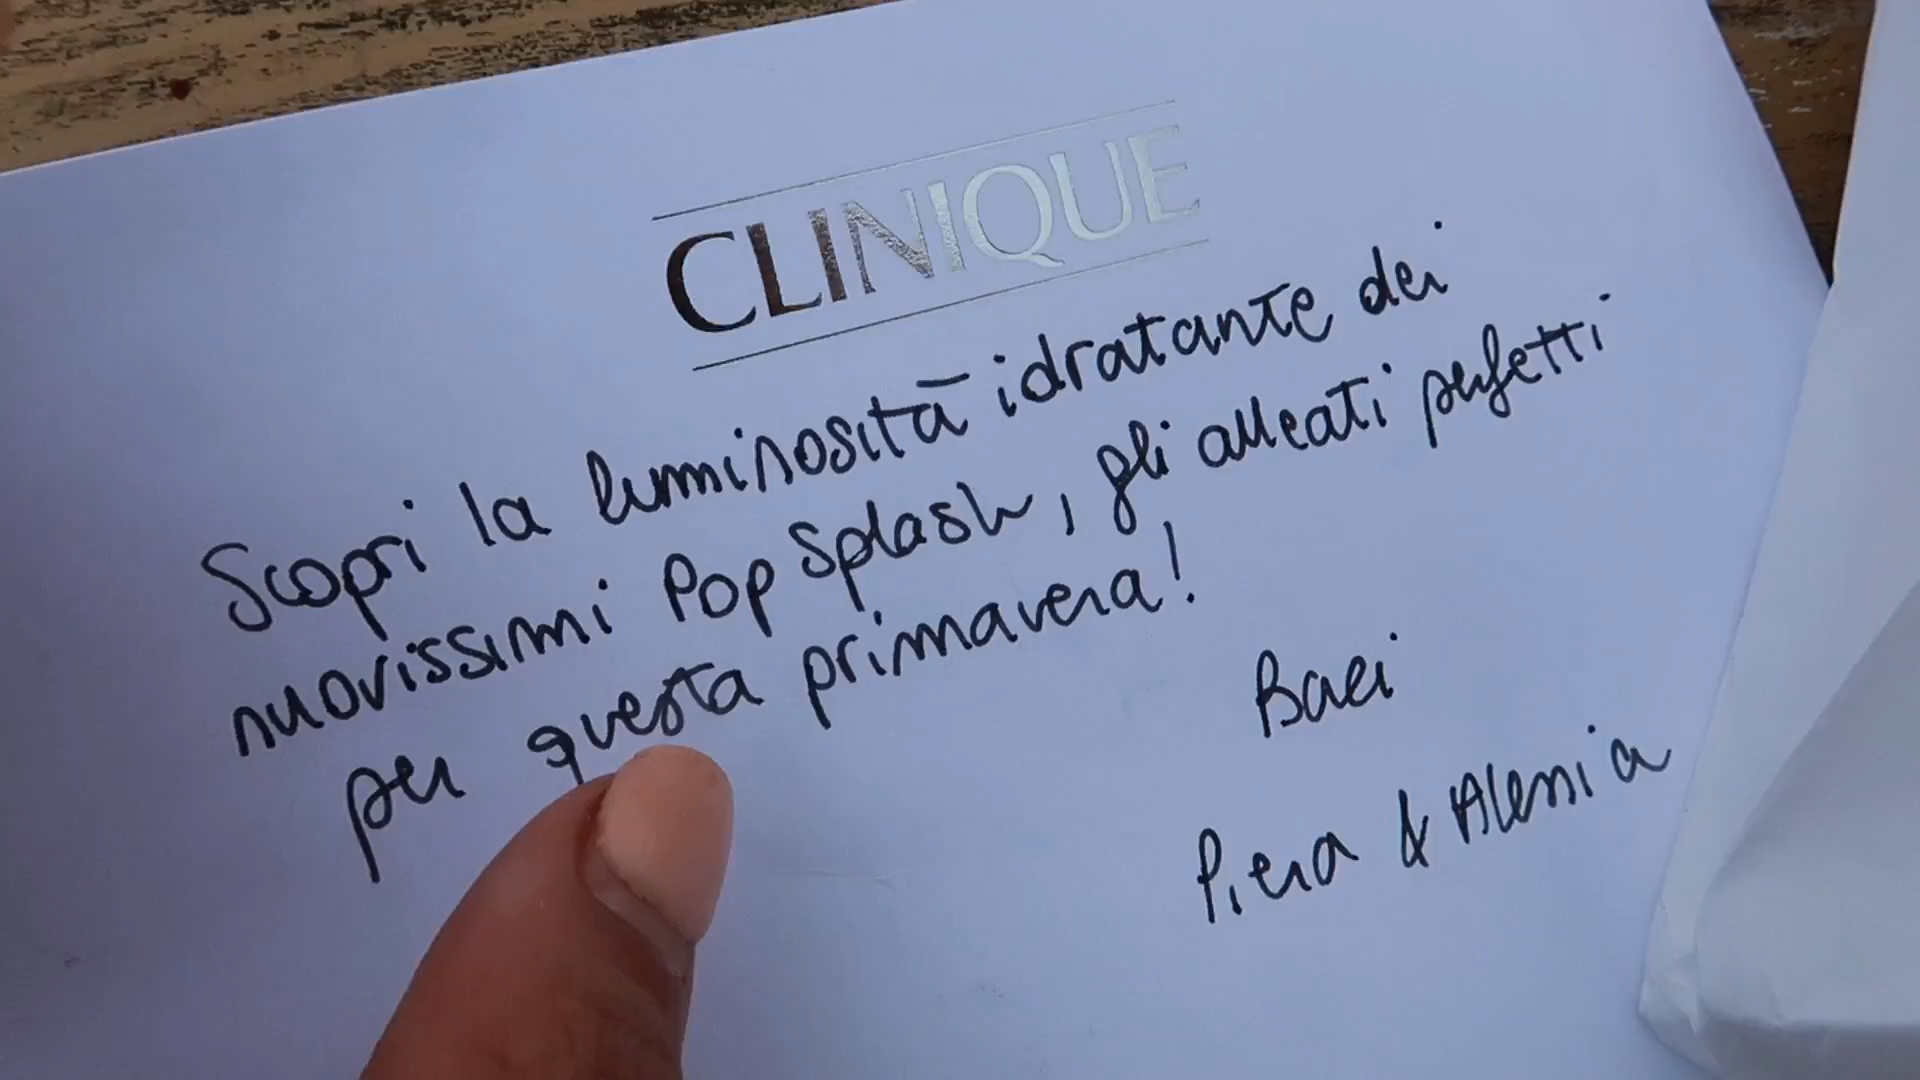 CLINIQUE
Scopri la luminosità idratante dei
nuovissimi Pop Splash, gli alleati perfetti
per questa primavera!
Baci
Piera & Alessia